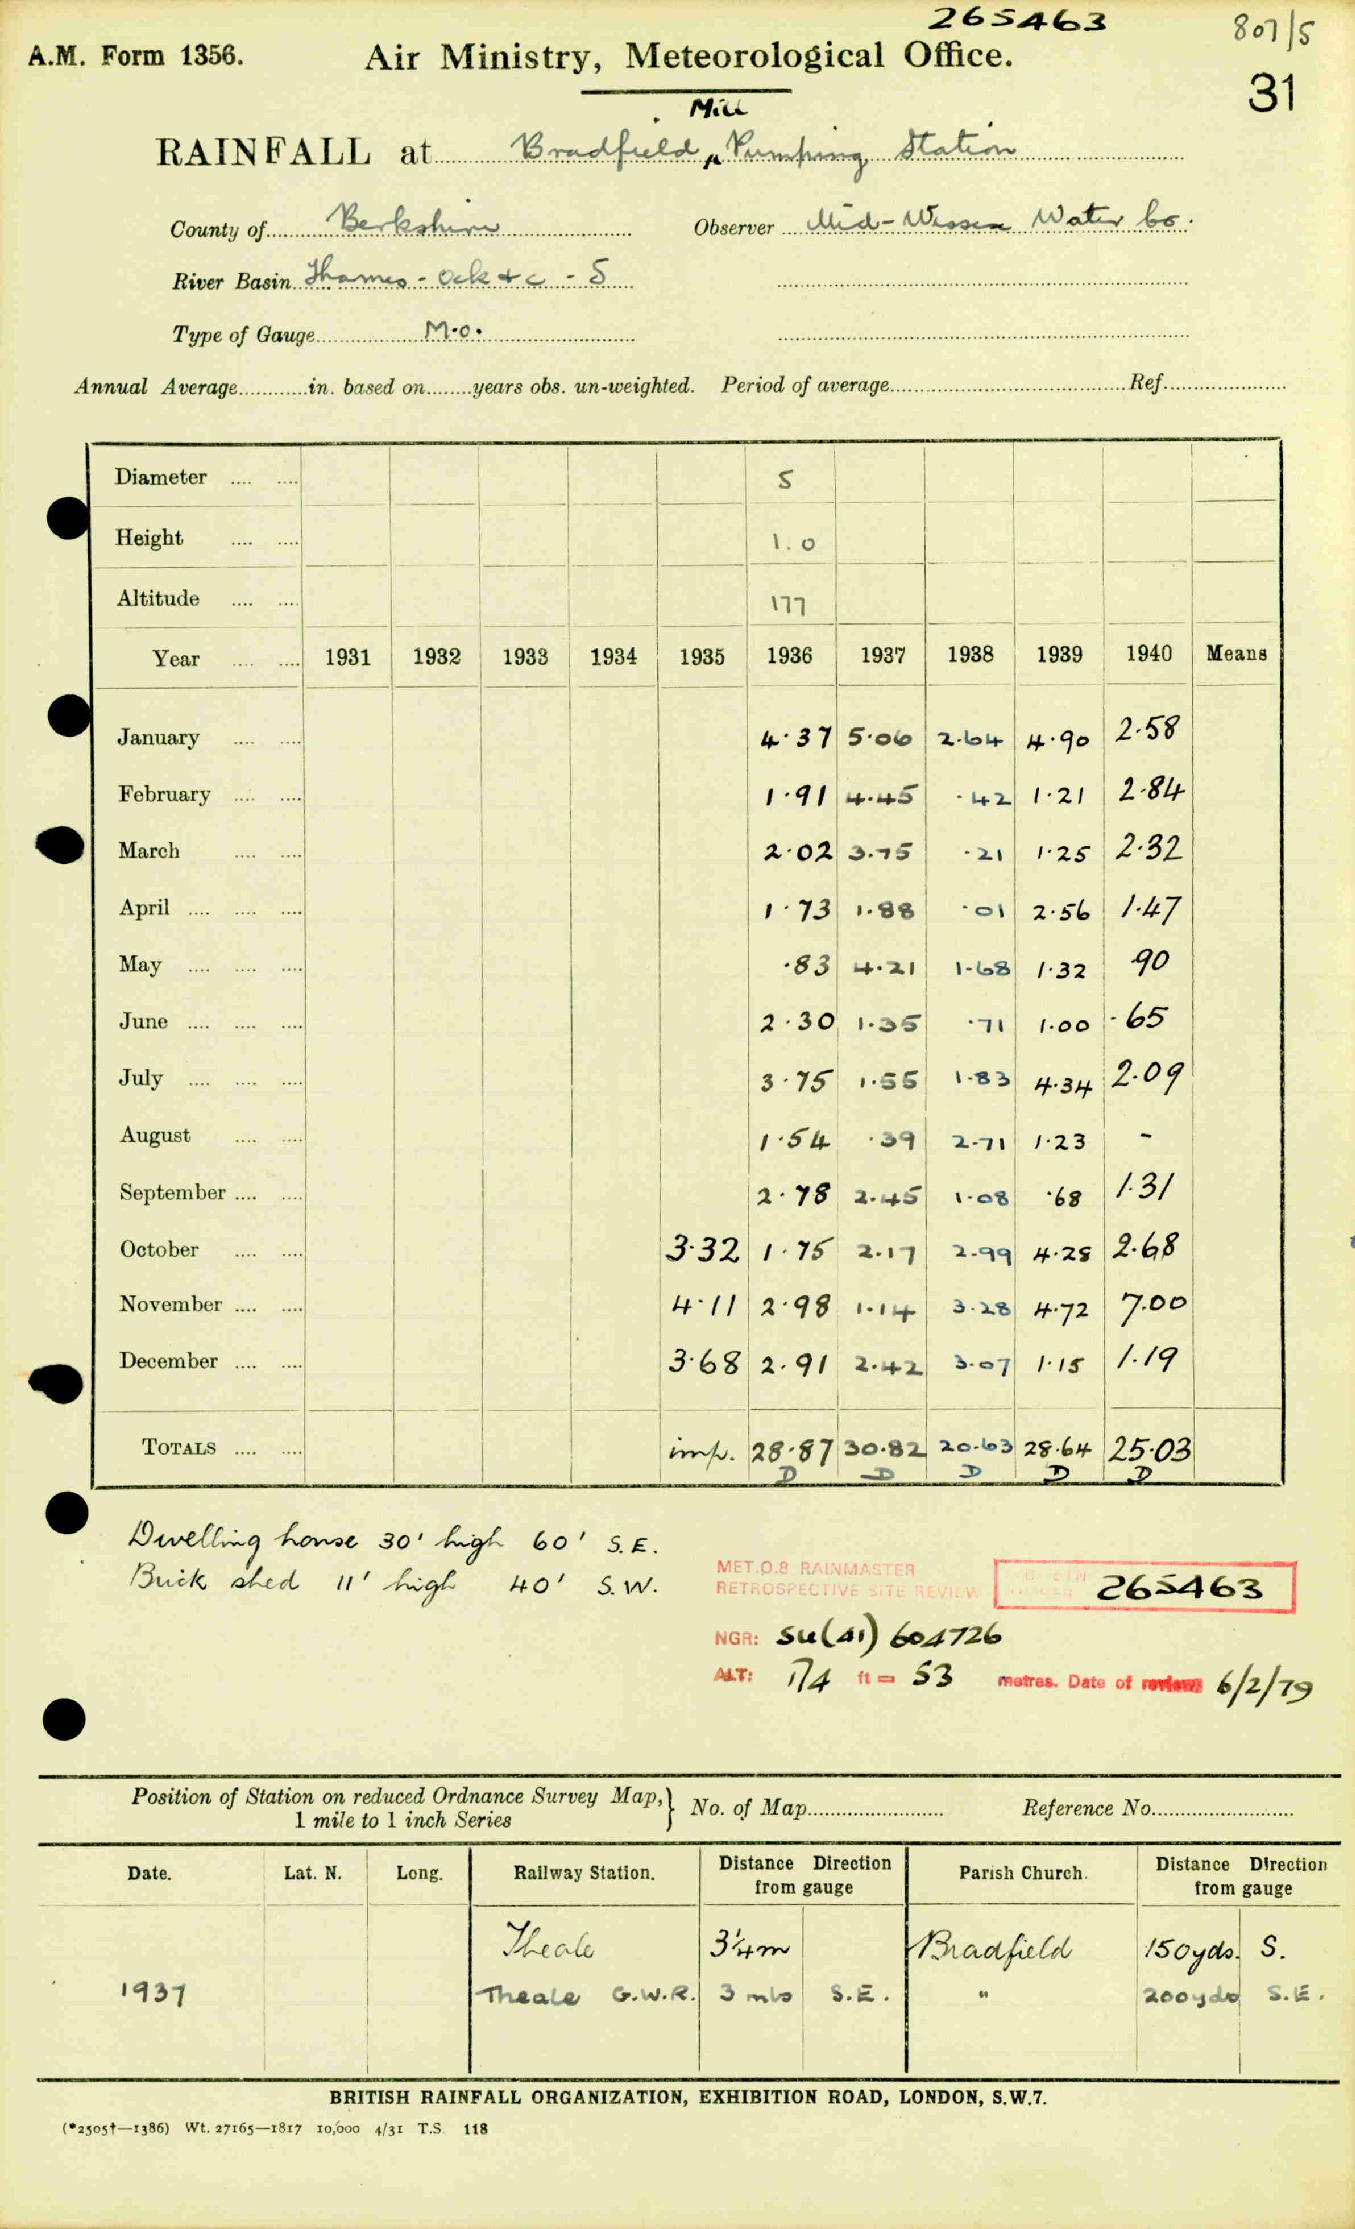 265463
807/5
A.M. Form 1356. Air Ministry, Meteorological Office.
31
Mill
RAINFALL at Bradfield ^ Pumping Station
County of Berkshire Observer Mid-Wessex Water Co.
River Basin Thames - Ock & c - S
Type of Gauge M.O.
Annual Average in. based on years obs. un-weighted. Period of average Ref.
Diameter 5
Height 1.0
Altitude 177
Year 1931 1932 1933 1934 1935 1936 1937 1938 1939 1940 Means
January 4.37 5.06 2.64 4.90 2.58
February 1.91 4.45 .42 1.21 2.84
March 2.02 3.75 .21 1.25 2.32
April 1.73 1.88 .01 2.56 1.47
May .83 4.21 1.68 1.32 .90
June 2.30 1.35 .71 1.00 .65
July 3.75 1.55 1.83 4.34 2.09
August 1.54 .39 2.71 1.23 -
September 2.78 2.45 1.08 .68 1.31
October 3.32 1.75 2.17 2.99 4.28 2.68
November 4.11 2.98 1.14 3.28 4.72 7.00
December 3.68 2.91 2.42 3.07 1.15 1.19
TOTALS imp. 28.87 30.82 20.63 28.64 25.03
D D D D D
Dwelling house 30' high 60' S.E.
Brick shed 11' high 40' S.W.
MET.O.8 RAINMASTER
RETROSPECTIVE SITE REVIEW
265463
NGR: SU(41) 604726
ALT: 174 ft = 53 metres. Date of review 6/2/79
Position of Station on reduced Ordnance Survey Map,} No. of Map Reference No.
1 mile to 1 inch Series
Date. Lat. N. Long. Railway Station. Distance Direction from gauge Parish Church. Distance Direction from gauge
Theale 3¼m Bradfield 150yds. S.
1937 Theale G.W.R. 3 mls S.E. " 200yds S.E.
BRITISH RAINFALL ORGANIZATION, EXHIBITION ROAD, LONDON, S.W.7.
(*2505†—1386) Wt. 27165—1817 10,000 4/31 T.S. 118